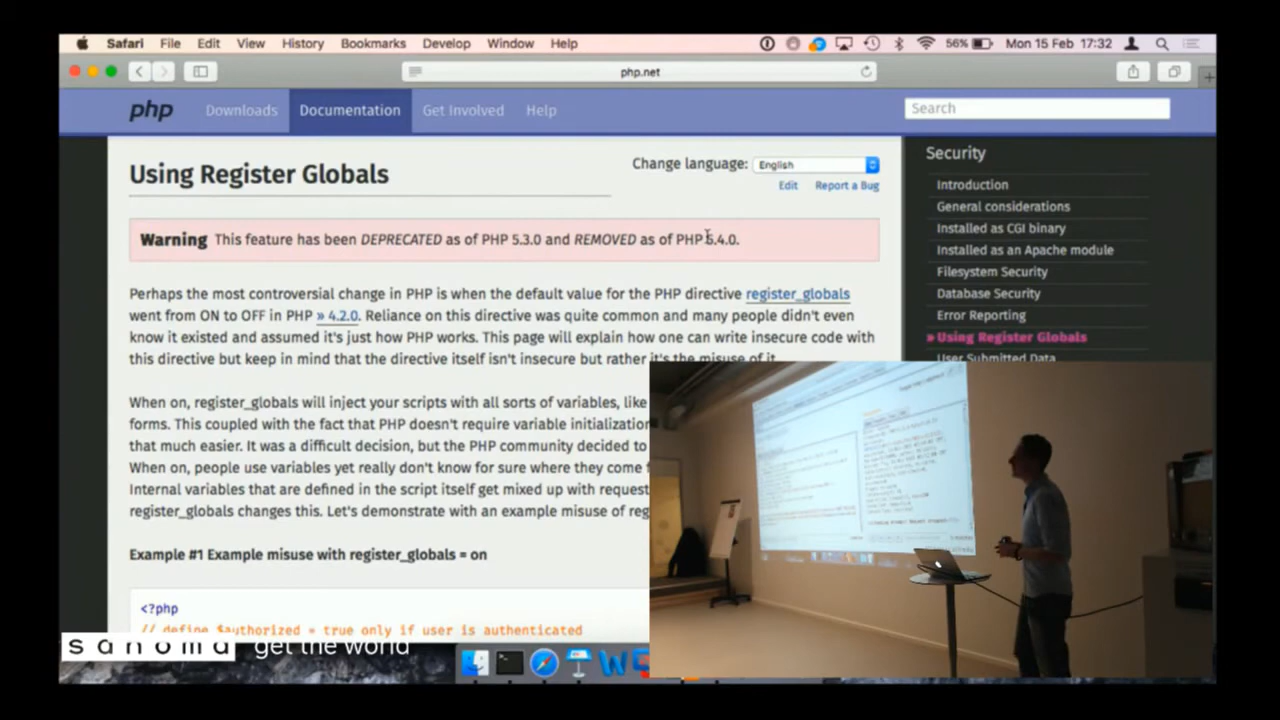 Safari File Edit View History Bookmarks Develop Window Help 56% Mon 15 Feb 17:32
php.net
php Downloads Documentation Get Involved Help Search
Using Register Globals
Change language: English
Edit Report a Bug
Warning This feature has been DEPRECATED as of PHP 5.3.0 and REMOVED as of PHP 5.4.0.
Perhaps the most controversial change in PHP is when the default value for the PHP directive register_globals
went from ON to OFF in PHP » 4.2.0. Reliance on this directive was quite common and many people didn't even
know it existed and assumed it's just how PHP works. This page will explain how one can write insecure code with
this directive but keep in mind that the directive itself isn't insecure but rather it's the misuse of it.
When on, register_globals will inject your scripts with all sorts of variables, like
forms. This coupled with the fact that PHP doesn't require variable initialization
that much easier. It was a difficult decision, but the PHP community decided to
When on, people use variables yet really don't know for sure where they come f
Internal variables that are defined in the script itself get mixed up with request
register_globals changes this. Let's demonstrate with an example misuse of reg
Example #1 Example misuse with register_globals = on
<?php
// define $authorized = true only if user is authenticated
Security
Introduction
General considerations
Installed as CGI binary
Installed as an Apache module
Filesystem Security
Database Security
Error Reporting
» Using Register Globals
User Submitted Data
sanoma get the world